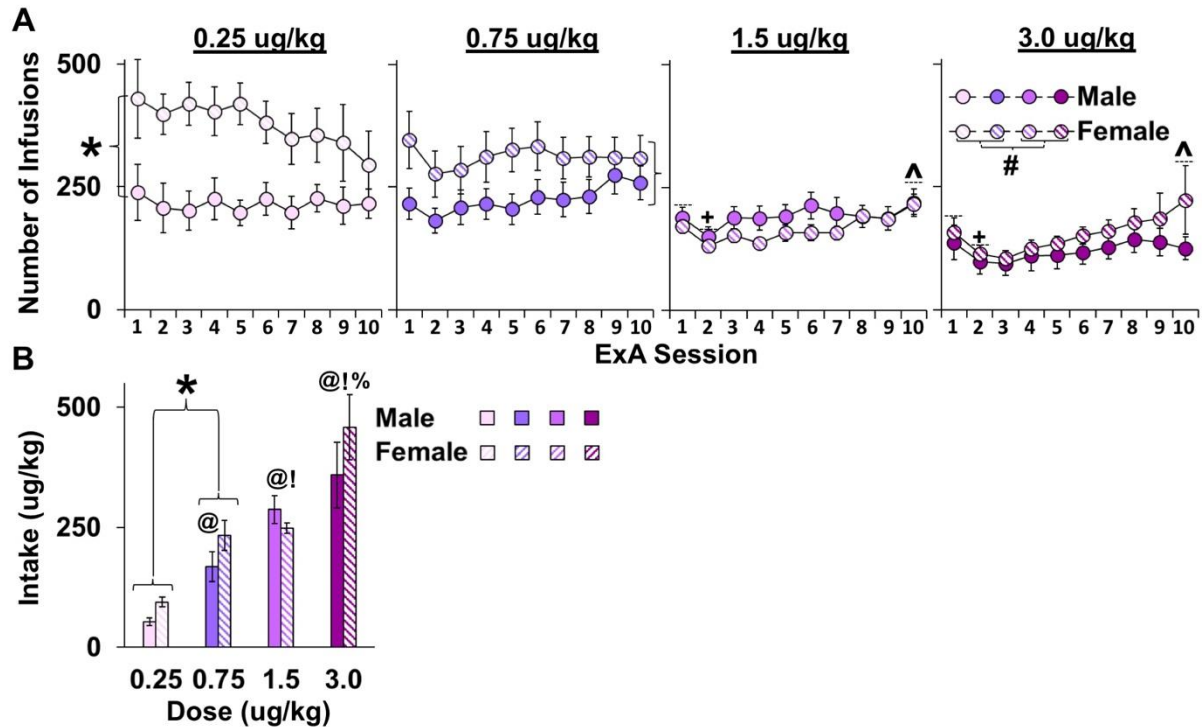 A
0.25 ug/kg 0.75 ug/kg 1.5 ug/kg 3.0 ug/kg
Number of Infusions
500
250
0
*
+ ^
+ # ^
Male
Female
1 2 3 4 5 6 7 8 9 10 1 2 3 4 5 6 7 8 9 10 1 2 3 4 5 6 7 8 9 10 1 2 3 4 5 6 7 8 9 10
ExA Session
B
Intake (ug/kg)
500
250
0
*
@
@!
@!%
Male
Female
0.25 0.75 1.5 3.0
Dose (ug/kg)